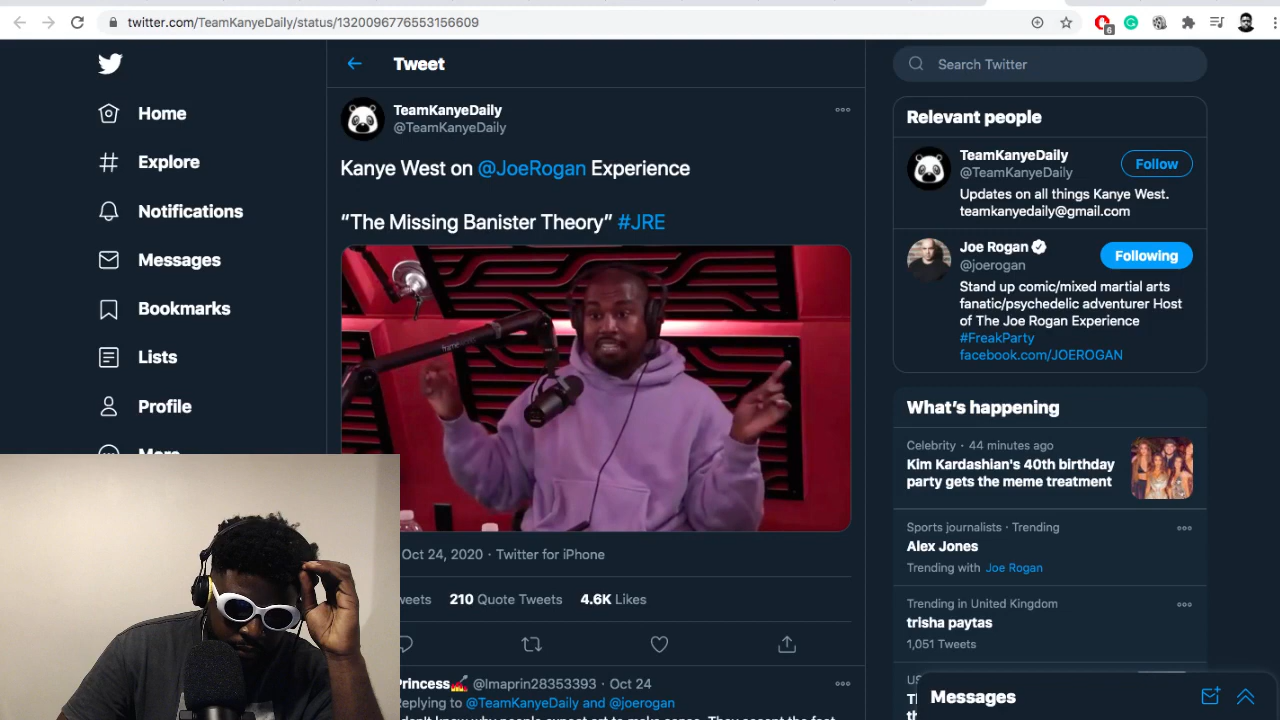 twitter.com/TeamKanyeDaily/status/1320096776553156609
6
Home
Explore
Notifications
Messages
Bookmarks
Lists
Profile
More
Tweet
TeamKanyeDaily
@TeamKanyeDaily
Kanye West on @JoeRogan Experience
“The Missing Banister Theory” #JRE
Oct 24, 2020 · Twitter for iPhone
210 Quote Tweets 4.6K Likes
Princess @lmaprin28353393 · Oct 24
Replying to @TeamKanyeDaily and @joerogan
Search Twitter
Relevant people
TeamKanyeDaily
@TeamKanyeDaily
Follow
Updates on all things Kanye West.
teamkanyedaily@gmail.com
Joe Rogan
@joerogan
Following
Stand up comic/mixed martial arts
fanatic/psychedelic adventurer Host
of The Joe Rogan Experience
#FreakParty
facebook.com/JOEROGAN
What’s happening
Celebrity · 44 minutes ago
Kim Kardashian's 40th birthday
party gets the meme treatment
Sports journalists · Trending
Alex Jones
Trending with Joe Rogan
Trending in United Kingdom
trisha paytas
1,051 Tweets
US
Messages